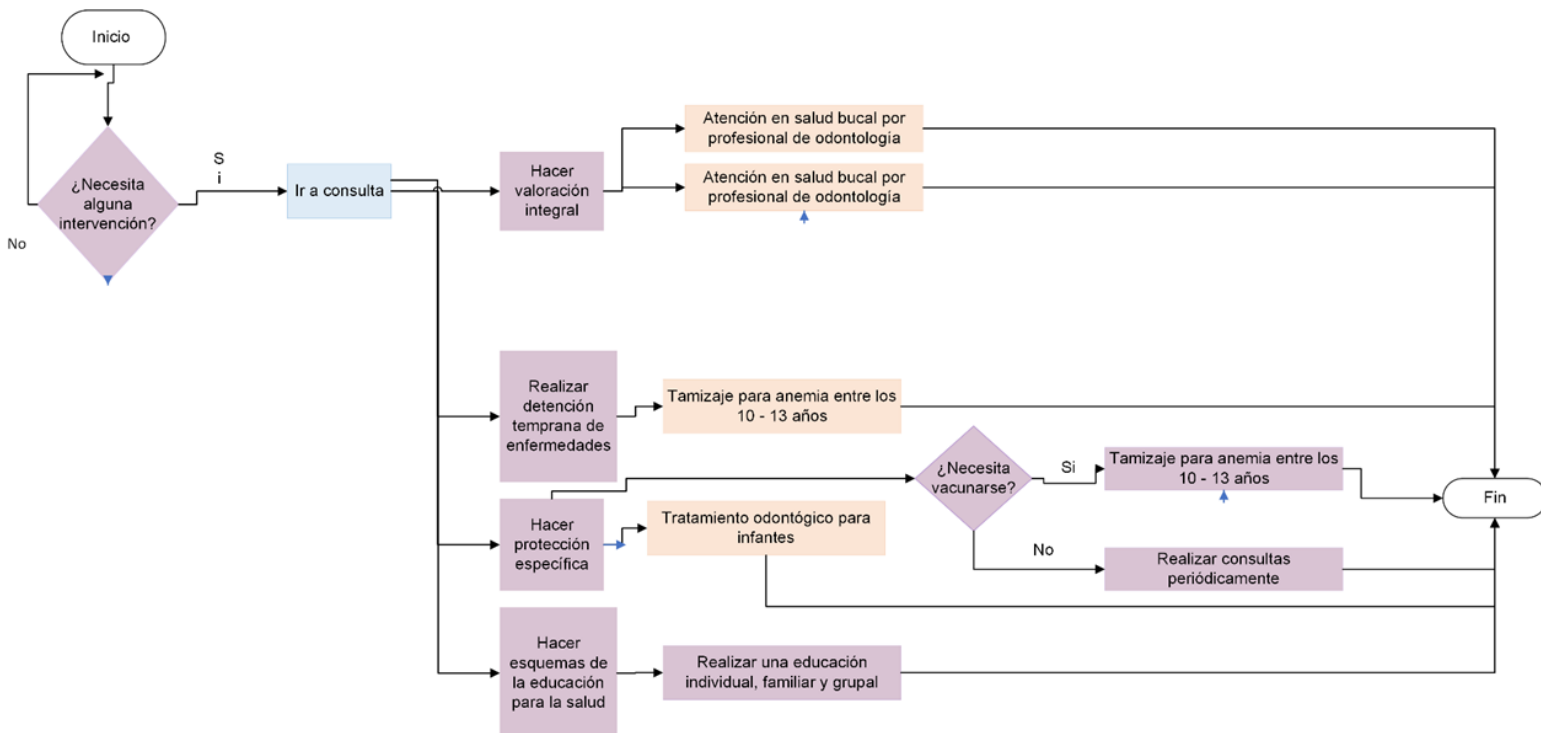 Inicio
¿Necesita
alguna
intervención?
No
S
i
Ir a consulta
Hacer
valoración
integral
Atención en salud bucal por
profesional de odontología
Atención en salud bucal por
profesional de odontología
Realizar
detención
temprana de
enfermedades
Tamizaje para anemia entre los
10 - 13 años
Hacer
protección
específica
Tratamiento odontógico para
infantes
¿Necesita
vacunarse?
Si
Tamizaje para anemia entre los
10 - 13 años
No
Realizar consultas
periódicamente
Hacer
esquemas de
la educación
para la salud
Realizar una educación
individual, familiar y grupal
Fin